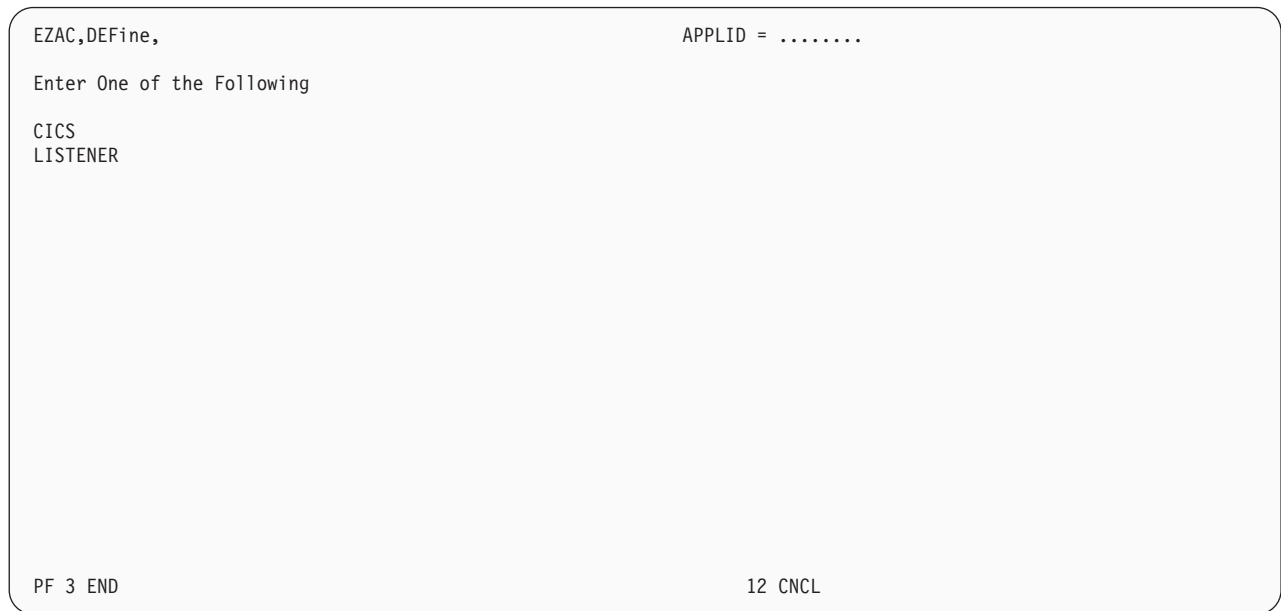 EZAC,DEFine, APPLID = ........
Enter One of the Following
CICS
LISTENER
PF 3 END 12 CNCL